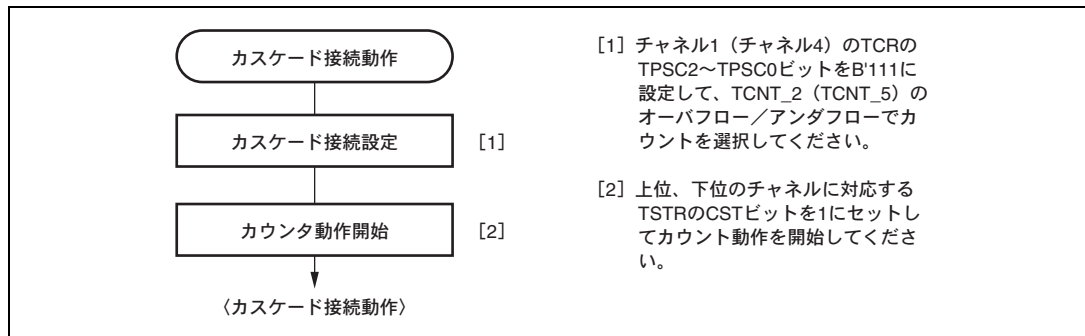 カスケード接続動作
カスケード接続設定 [1]
カウンタ動作開始 [2]
〈カスケード接続動作〉
[1] チャネル1（チャネル4）のTCRの
TPSC2～TPSC0ビットをB'111に
設定して、TCNT_2（TCNT_5）の
オーバフロー／アンダフローでカ
ウントを選択してください。
[2] 上位、下位のチャネルに対応する
TSTRのCSTビットを1にセットし
てカウント動作を開始してくださ
い。